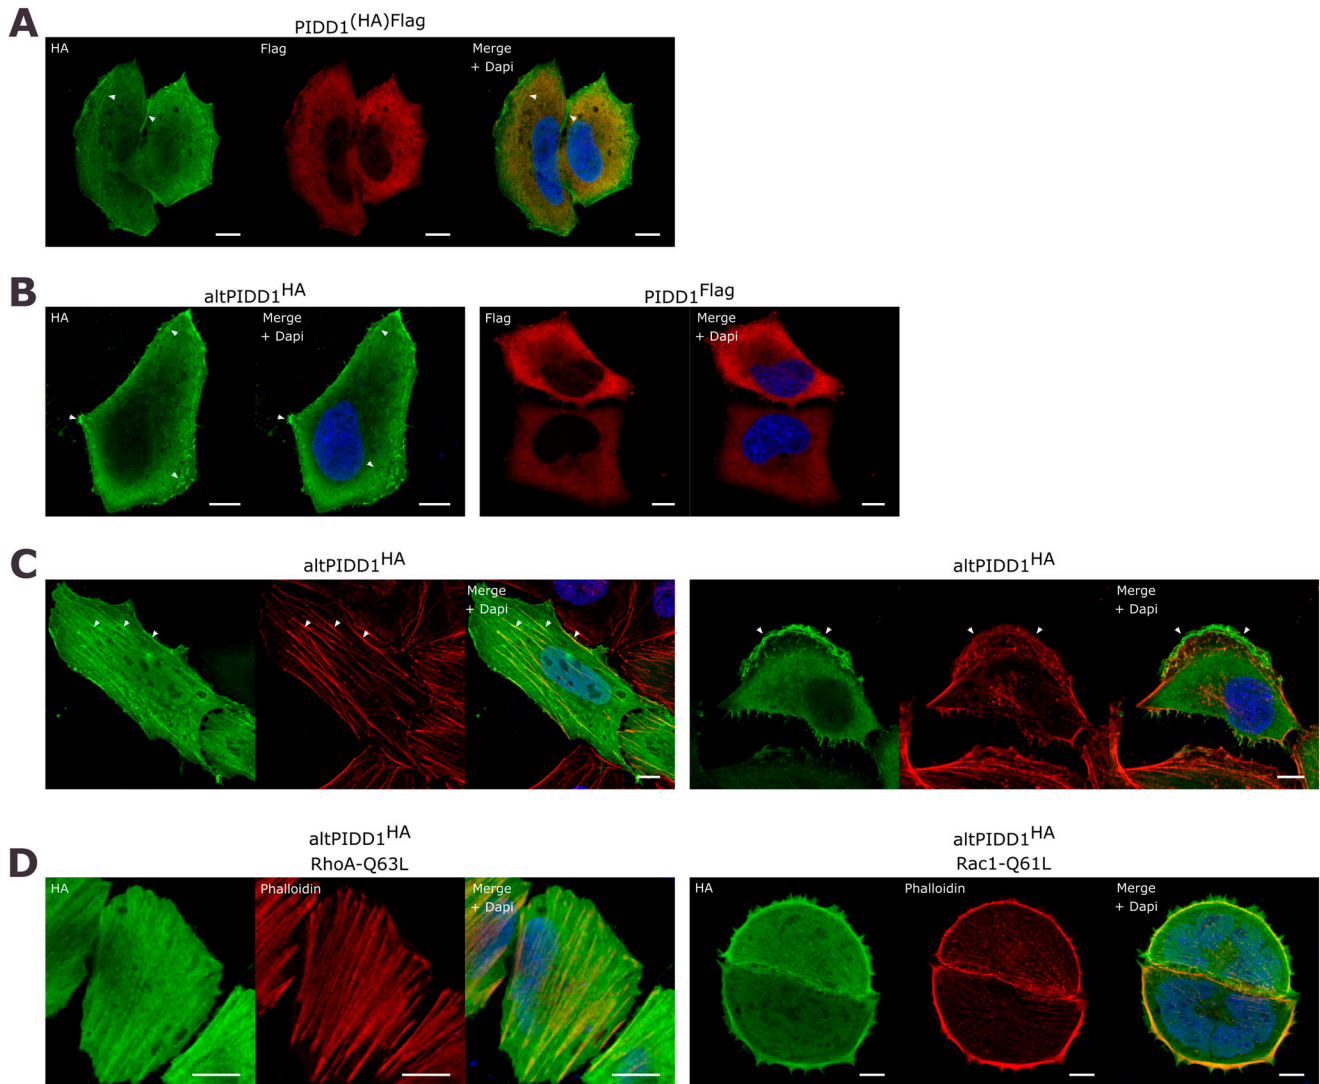 A
PIDD1(HA)Flag
HA
Flag
Merge
+ Dapi
B
altPIDD1HA
PIDD1Flag
HA
Merge
+ Dapi
Flag
Merge
+ Dapi
C
altPIDD1HA
altPIDD1HA
Merge
+ Dapi
Merge
+ Dapi
D
altPIDD1HA
RhoA-Q63L
altPIDD1HA
Rac1-Q61L
HA
Phalloidin
Merge
+ Dapi
HA
Phalloidin
Merge
+ Dapi